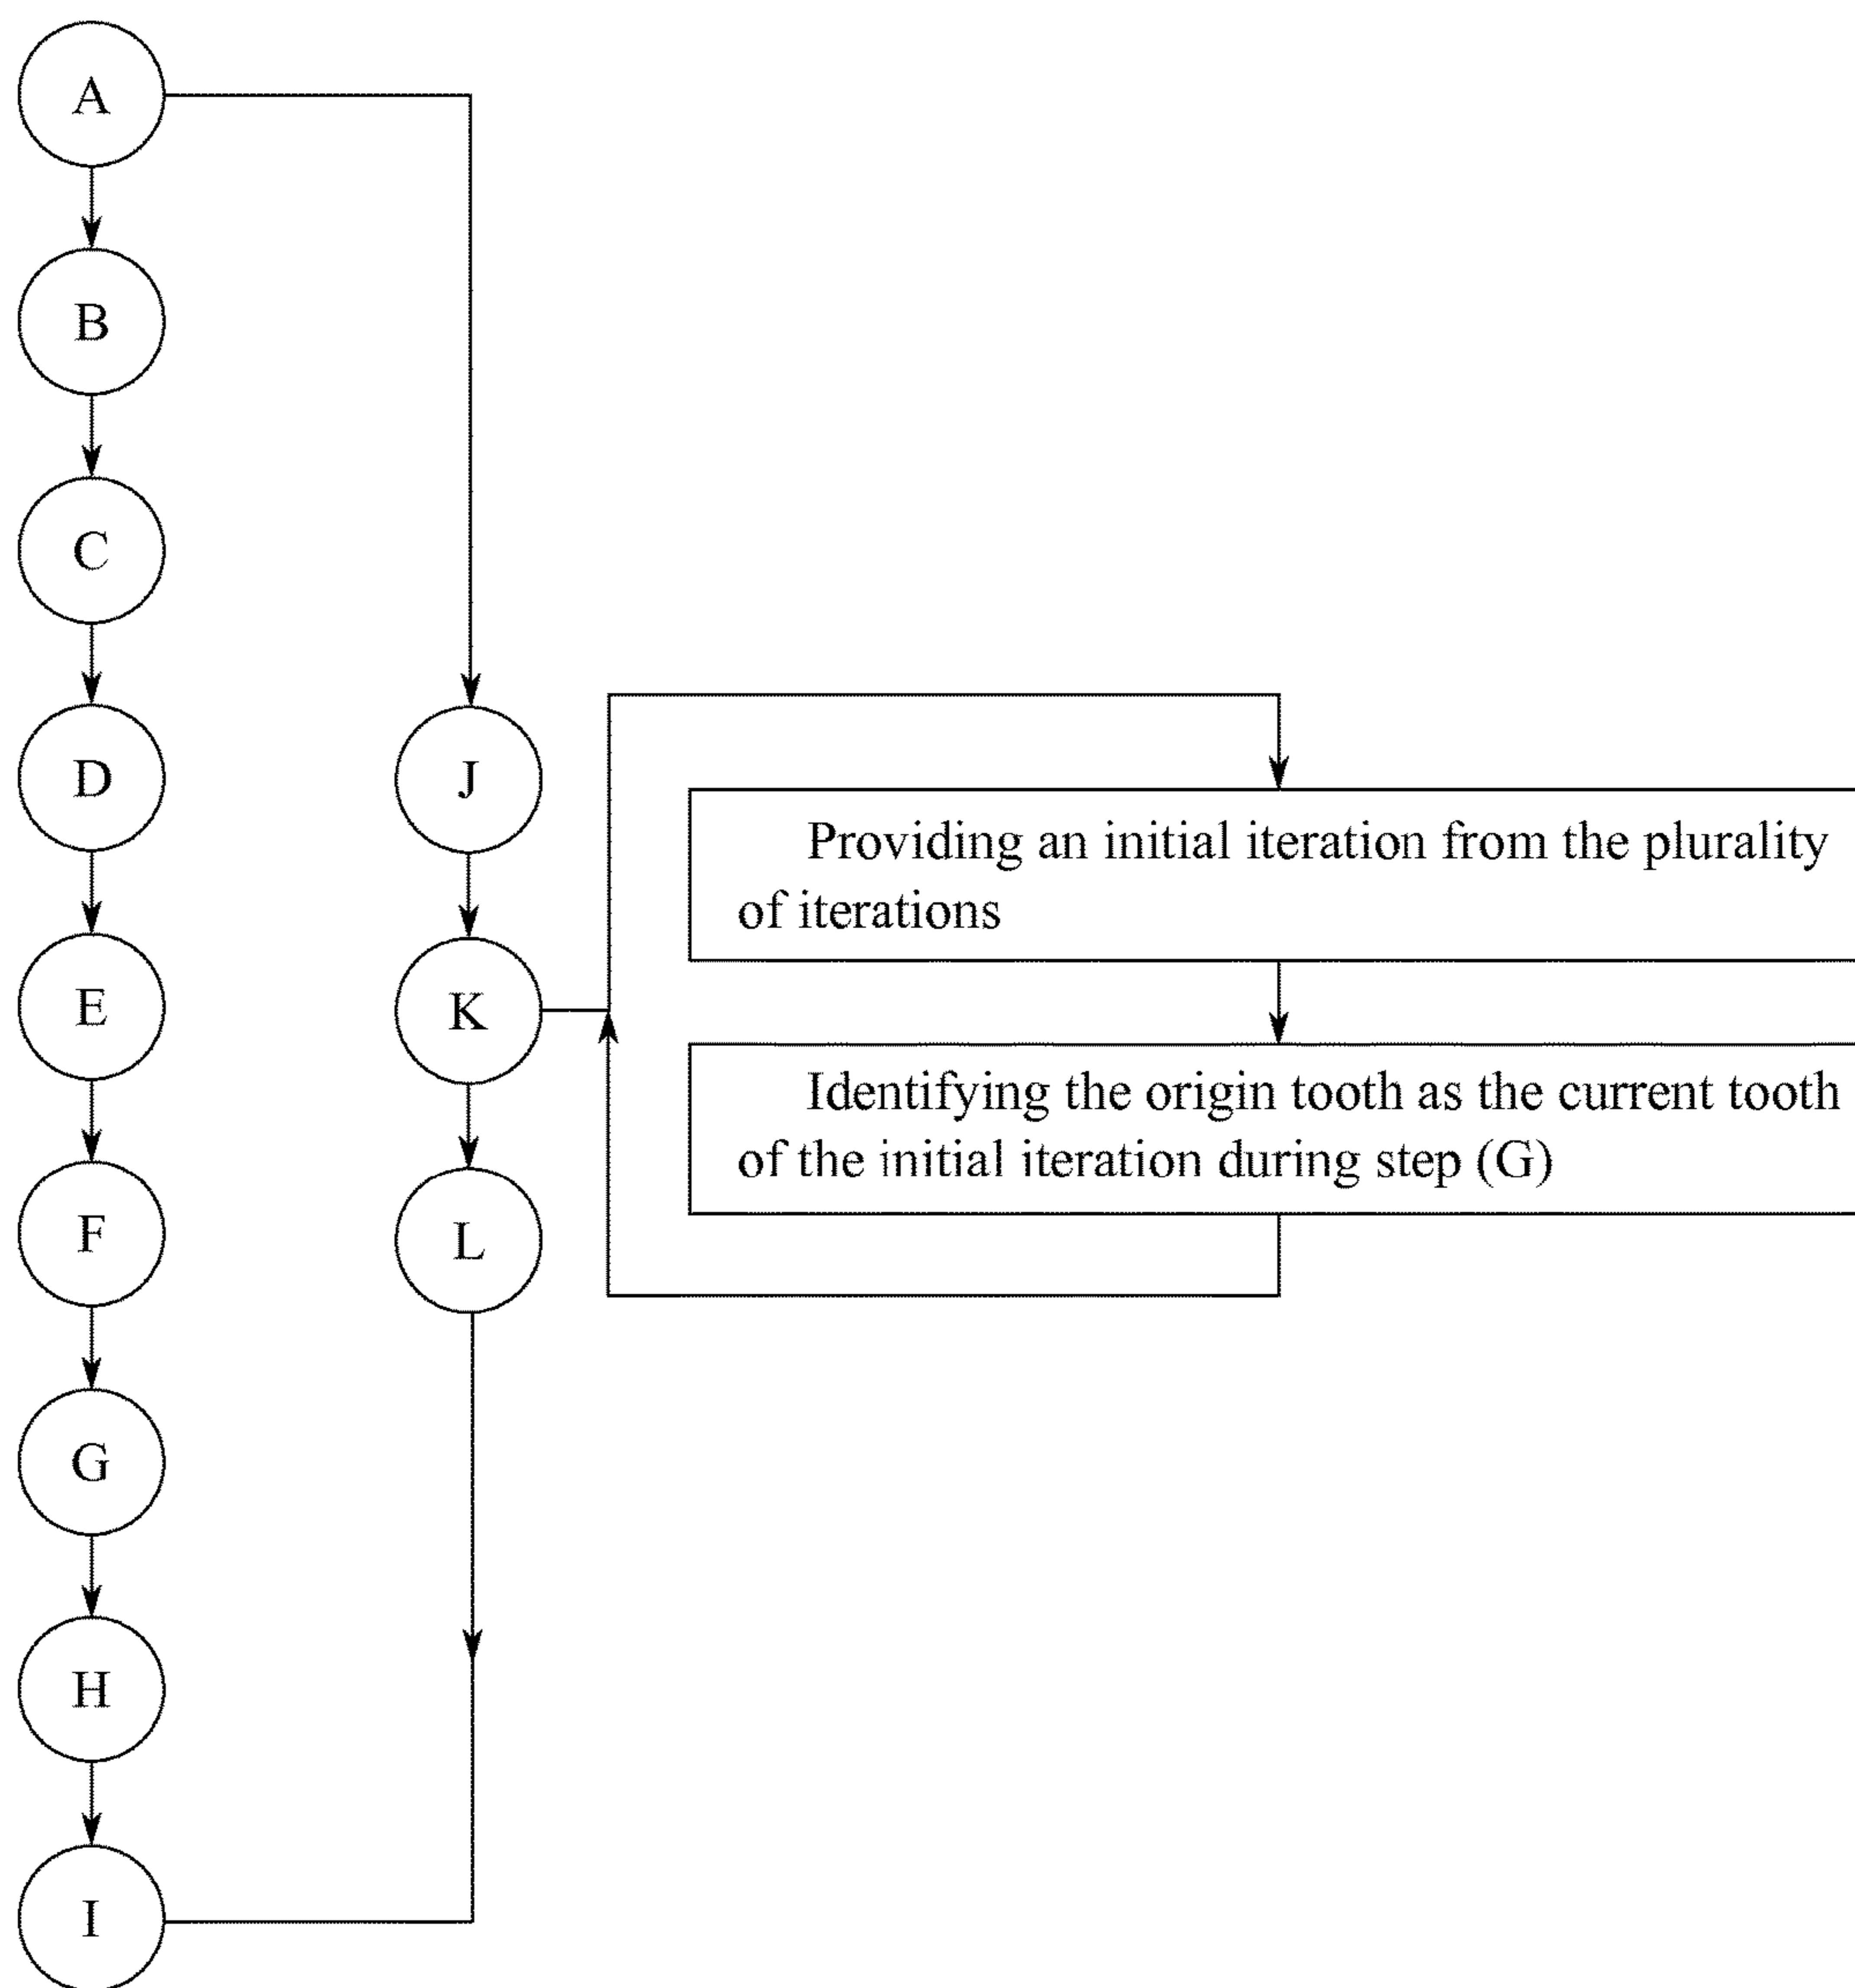 A
B
C
D
J
Providing an initial iteration from the plurality
of iterations
E
K
Identifying the origin tooth as the current tooth
of the initial iteration during step (G)
F
L
G
H
I